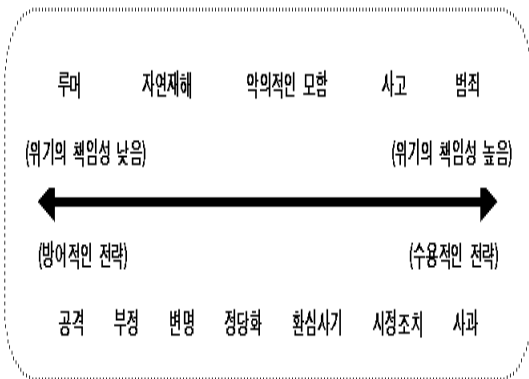 루머 자연재해 악의적인 모함 사고 범죄
(위기의 책임성 낮음) (위기의 책임성 높음)
(방어적인 전략) (수용적인 전략)
공격 부정 변명 정당화 환심사기 시정조치 사과